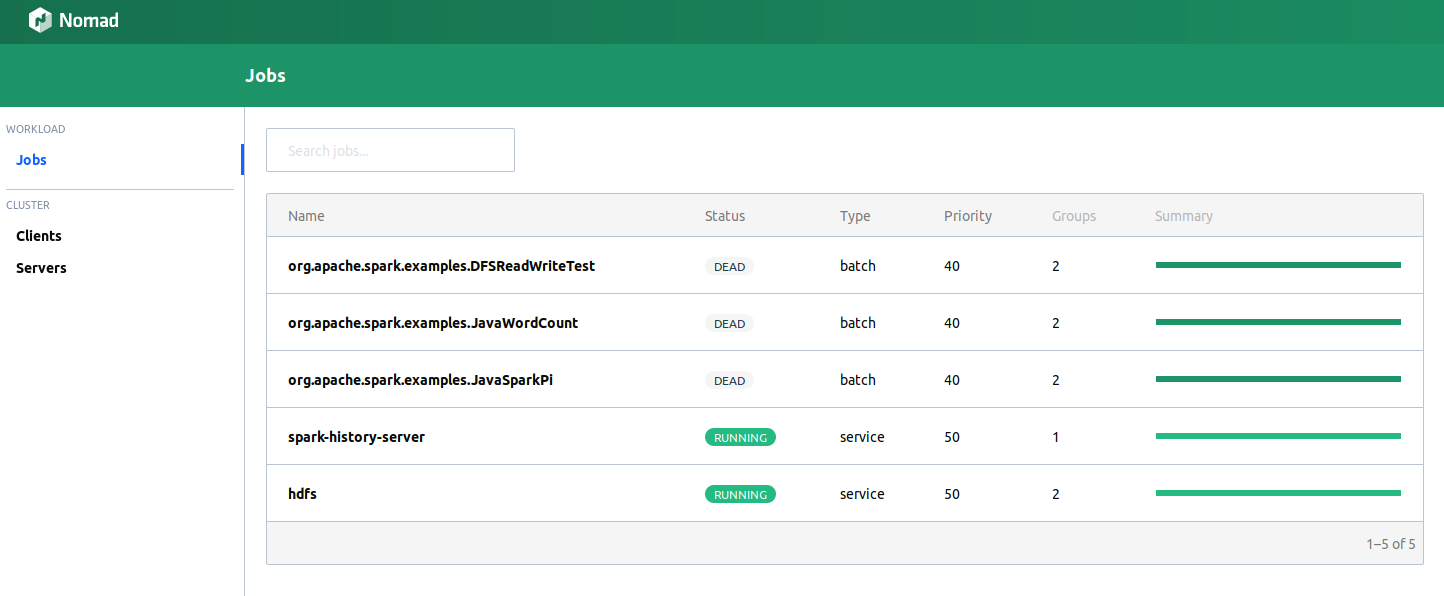 Nomad
Jobs
WORKLOAD
Jobs
CLUSTER
Clients
Servers
Search jobs...
Name Status Type Priority Groups Summary
org.apache.spark.examples.DFSReadWriteTest DEAD batch 40 2
org.apache.spark.examples.JavaWordCount DEAD batch 40 2
org.apache.spark.examples.JavaSparkPi DEAD batch 40 2
spark-history-server RUNNING service 50 1
hdfs RUNNING service 50 2
1–5 of 5